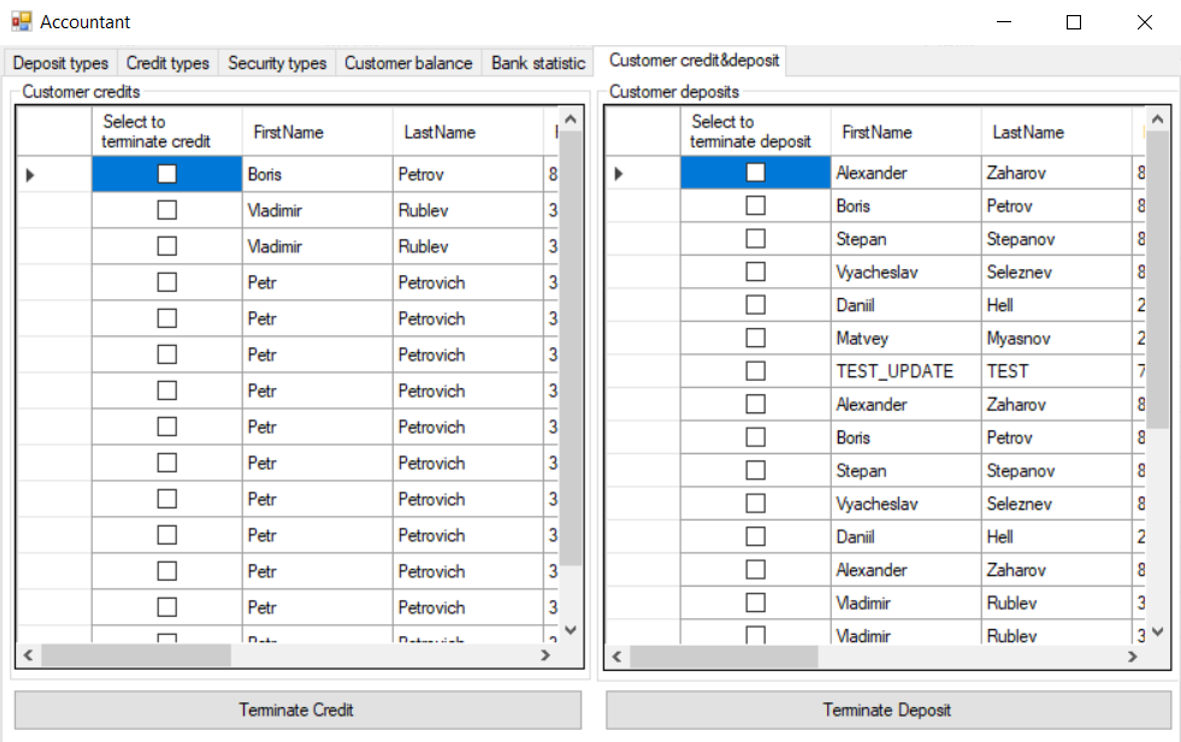 Accountant
Deposit types Credit types Security types Customer balance Bank statistic Customer credit&deposit
Customer credits
Select to terminate credit FirstName LastName
Boris Petrov 8
Vladimir Rublev 3
Vladimir Rublev 3
Petr Petrovich 3
Petr Petrovich 3
Petr Petrovich 3
Petr Petrovich 3
Petr Petrovich 3
Petr Petrovich 3
Petr Petrovich 3
Petr Petrovich 3
Petr Petrovich 3
Petr Petrovich 3
Terminate Credit
Customer deposits
Select to terminate deposit FirstName LastName
Alexander Zaharov 8
Boris Petrov 8
Stepan Stepanov 8
Vyacheslav Seleznev 8
Daniil Hell 2
Matvey Myasnov 2
TEST_UPDATE TEST 7
Alexander Zaharov 8
Boris Petrov 8
Stepan Stepanov 8
Vyacheslav Seleznev 8
Daniil Hell 2
Alexander Zaharov 8
Vladimir Rublev 3
Vladimir Rublev 3
Terminate Deposit